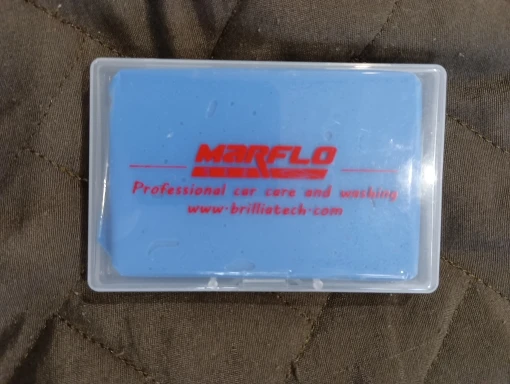 MARFLO
Professional car care and washing
www.brilliatech.com